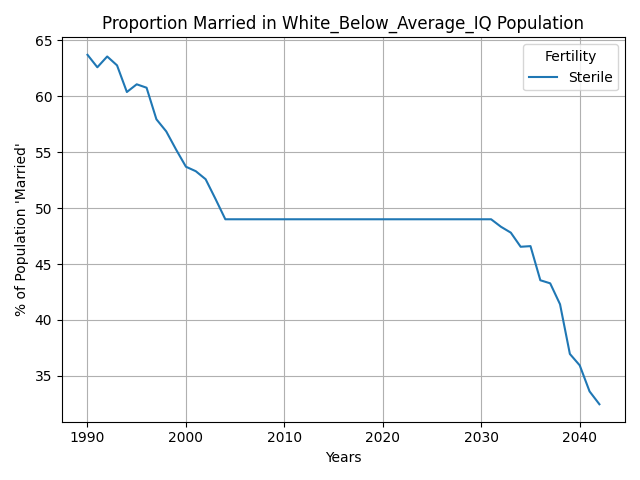 Proportion Married in White_Below_Average_IQ Population
% of Population 'Married'
65
60
55
50
45
40
35
Fertility
Sterile
1990 2000 2010 2020 2030 2040
Years